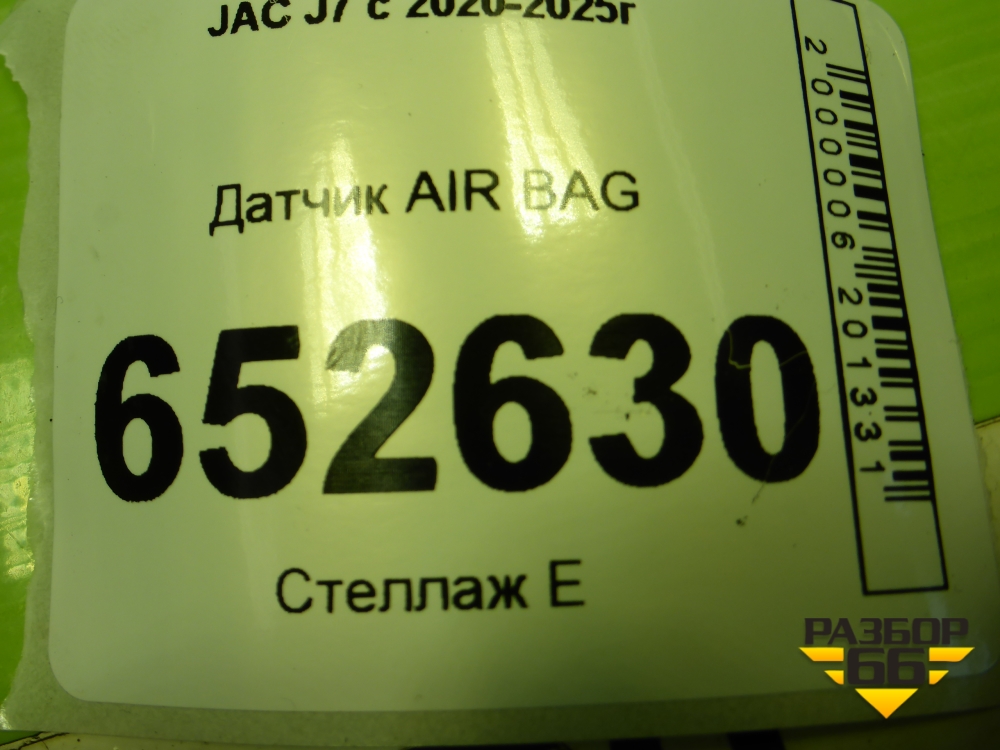 JAC J7 с 2020-2025г
Датчик AIR BAG
652630
Стеллаж Е
2000006201331
РАЗБОР
66